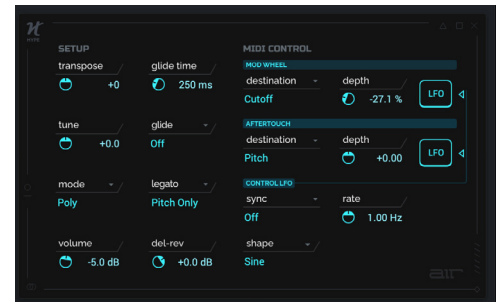 HYPE
SETUP
MIDI CONTROL
transpose
+0
glide time
250 ms
MOD WHEEL
destination
Cutoff
depth
-27.1 %
LFO
tune
+0.0
glide
Off
AFTERTOUCH
destination
Pitch
depth
+0.00
LFO
mode
Poly
legato
Pitch Only
CONTROL LFO
sync
Off
rate
1.00 Hz
volume
-5.0 dB
del-rev
+0.0 dB
shape
Sine
air